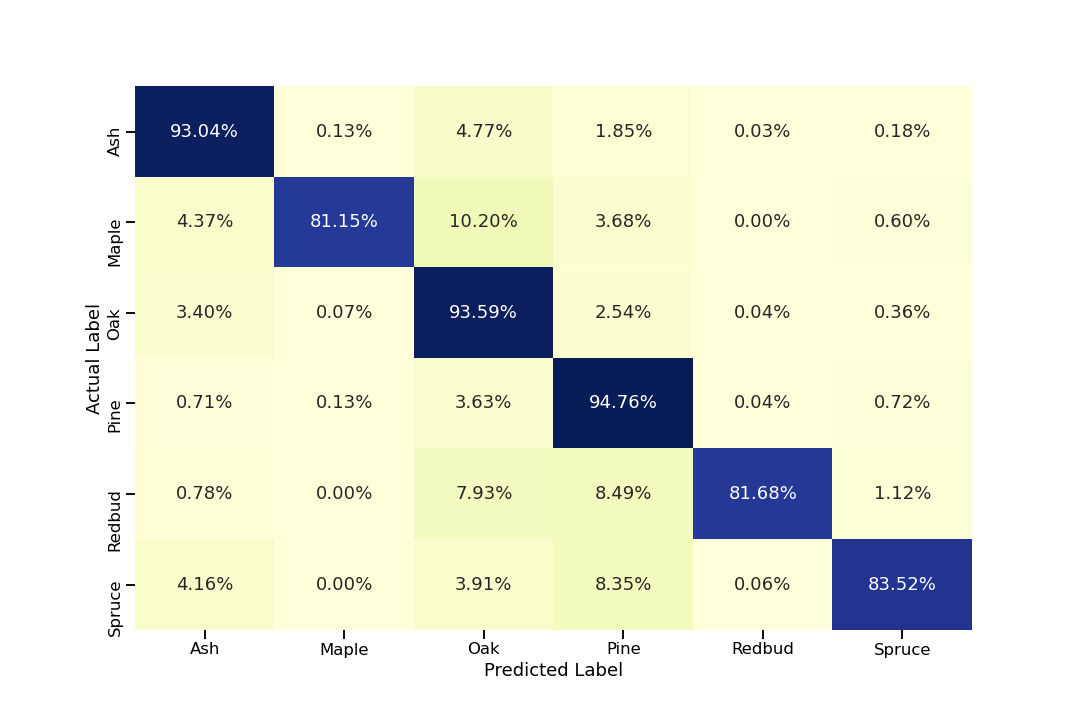 Actual Label
Ash 93.04% 0.13% 4.77% 1.85% 0.03% 0.18%
Maple 4.37% 81.15% 10.20% 3.68% 0.00% 0.60%
Oak 3.40% 0.07% 93.59% 2.54% 0.04% 0.36%
Pine 0.71% 0.13% 3.63% 94.76% 0.04% 0.72%
Redbud 0.78% 0.00% 7.93% 8.49% 81.68% 1.12%
Spruce 4.16% 0.00% 3.91% 8.35% 0.06% 83.52%
Ash Maple Oak Pine Redbud Spruce
Predicted Label